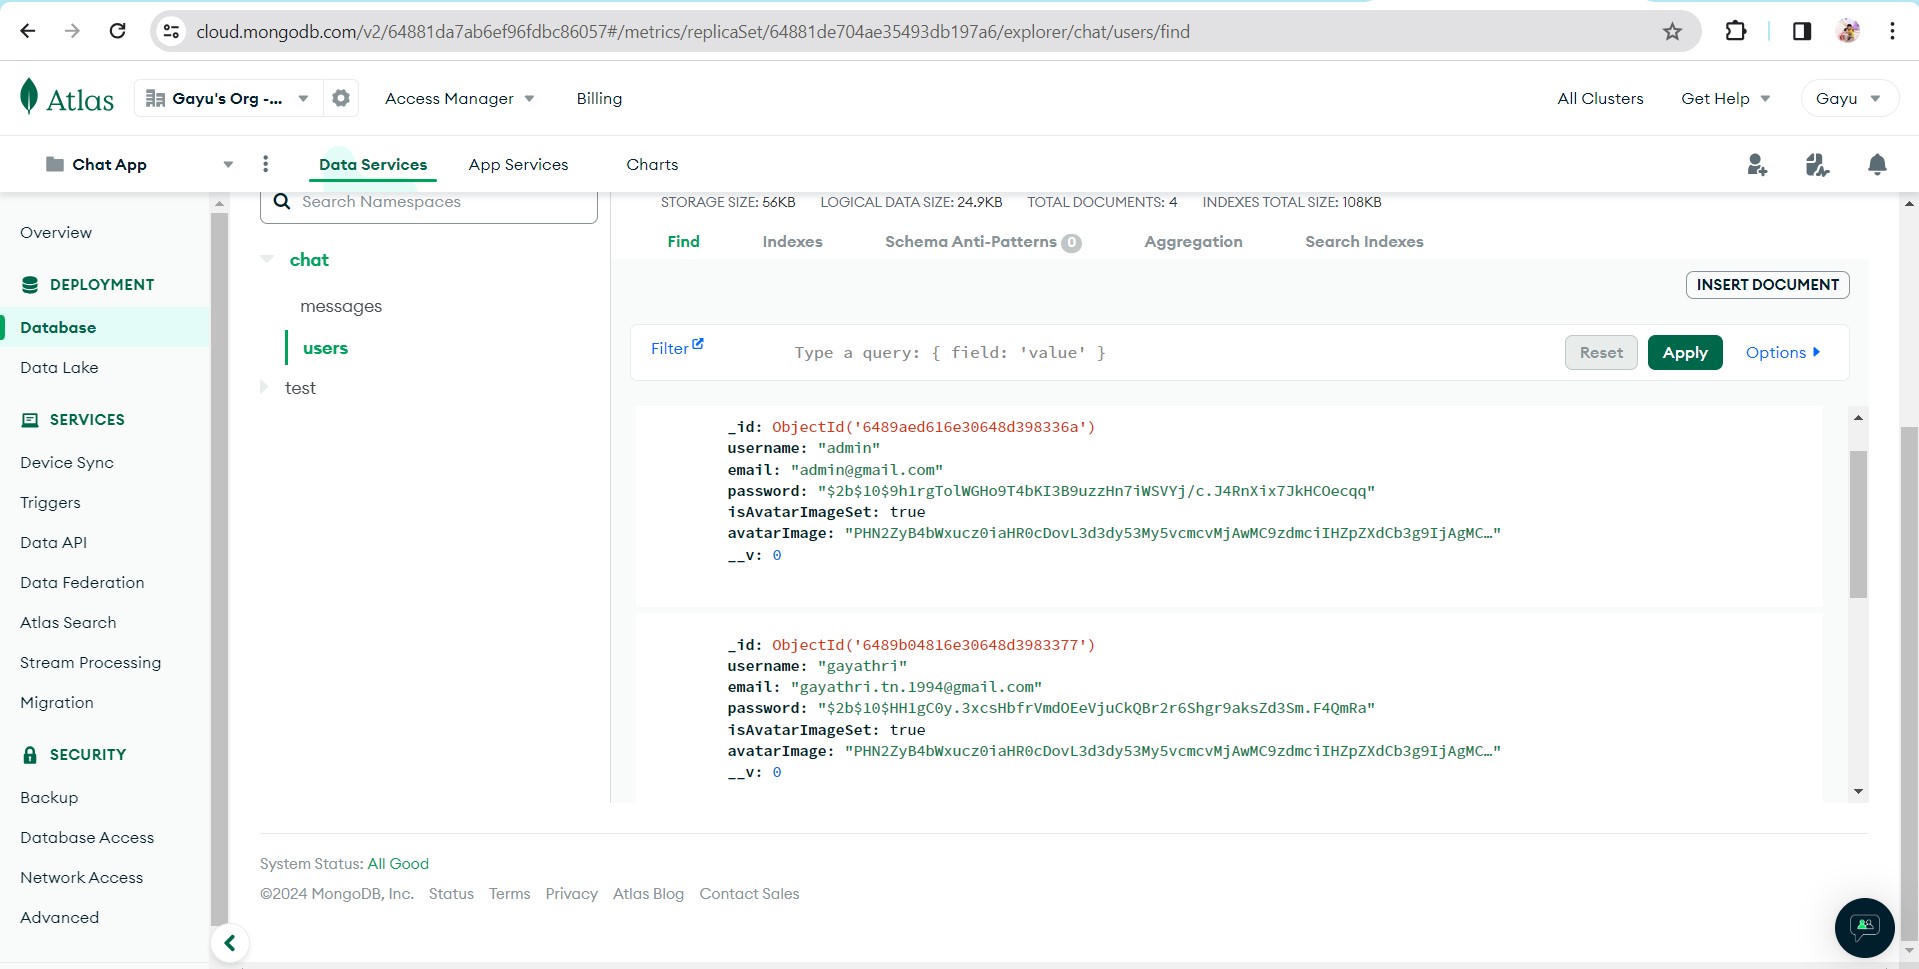 cloud.mongodb.com/v2/64881da7ab6ef96fdbc86057#/metrics/replicaSet/64881de704ae35493db197a6/explorer/chat/users/find
Atlas Gayu's Org -... Access Manager Billing All Clusters Get Help Gayu
Chat App Data Services App Services Charts
Overview
DEPLOYMENT
Database
Data Lake
SERVICES
Device Sync
Triggers
Data API
Data Federation
Atlas Search
Stream Processing
Migration
SECURITY
Backup
Database Access
Network Access
Advanced
Search Namespaces
chat
messages
users
test
STORAGE SIZE: 56KB LOGICAL DATA SIZE: 24.9KB TOTAL DOCUMENTS: 4 INDEXES TOTAL SIZE: 108KB
Find Indexes Schema Anti-Patterns 0 Aggregation Search Indexes
INSERT DOCUMENT
Filter Type a query: { field: 'value' } Reset Apply Options
_id: ObjectId('6489aed616e30648d398336a')
username: "admin"
email: "admin@gmail.com"
password: "$2b$10$9h1rgTolWGHo9T4bKI3B9uzzHn7iWSVYj/c.J4RnXix7JkHCOecqq"
isAvatarImageSet: true
avatarImage: "PHN2ZyB4bWxucz0iaHR0cDovL3d3dy53My5vcmcvMjAwMC9zdmciIHZpZXdCb3g9IjAgMC…"
__v: 0
_id: ObjectId('6489b04816e30648d3983377')
username: "gayathri"
email: "gayathri.tn.1994@gmail.com"
password: "$2b$10$HH1gC0y.3xcsHbfrVmdOEeVjuCkQBr2r6Shgr9aksZd3Sm.F4QmRa"
isAvatarImageSet: true
avatarImage: "PHN2ZyB4bWxucz0iaHR0cDovL3d3dy53My5vcmcvMjAwMC9zdmciIHZpZXdCb3g9IjAgMC…"
__v: 0
System Status: All Good
©2024 MongoDB, Inc. Status Terms Privacy Atlas Blog Contact Sales